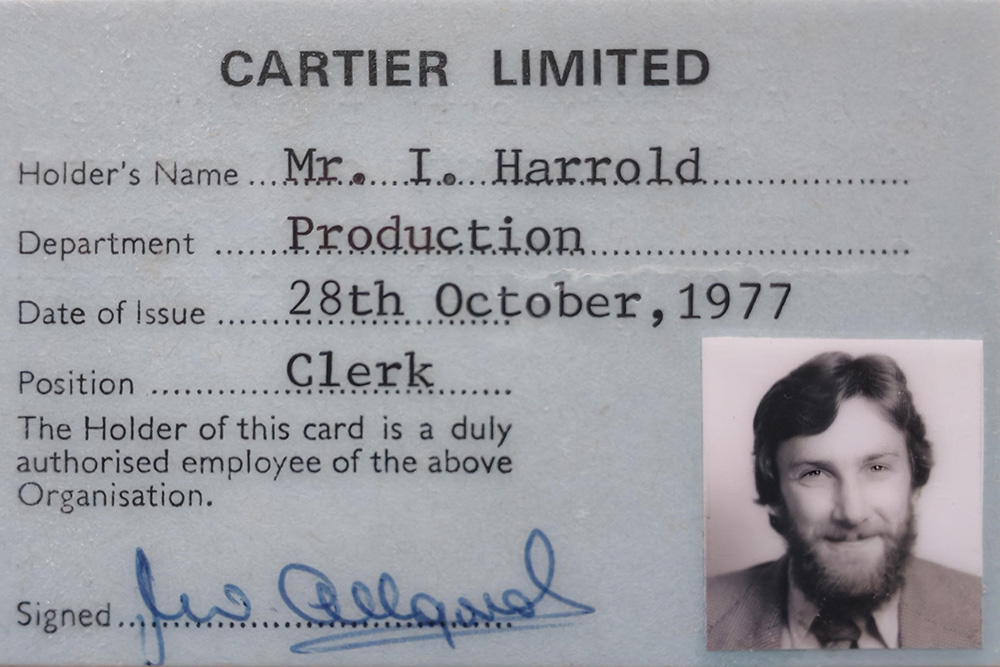 CARTIER LIMITED
Holder's Name ... Mr. I. Harrold
Department ... Production
Date of Issue ... 28th October, 1977
Position ... Clerk
The Holder of this card is a duly
authorised employee of the above
Organisation.
Signed